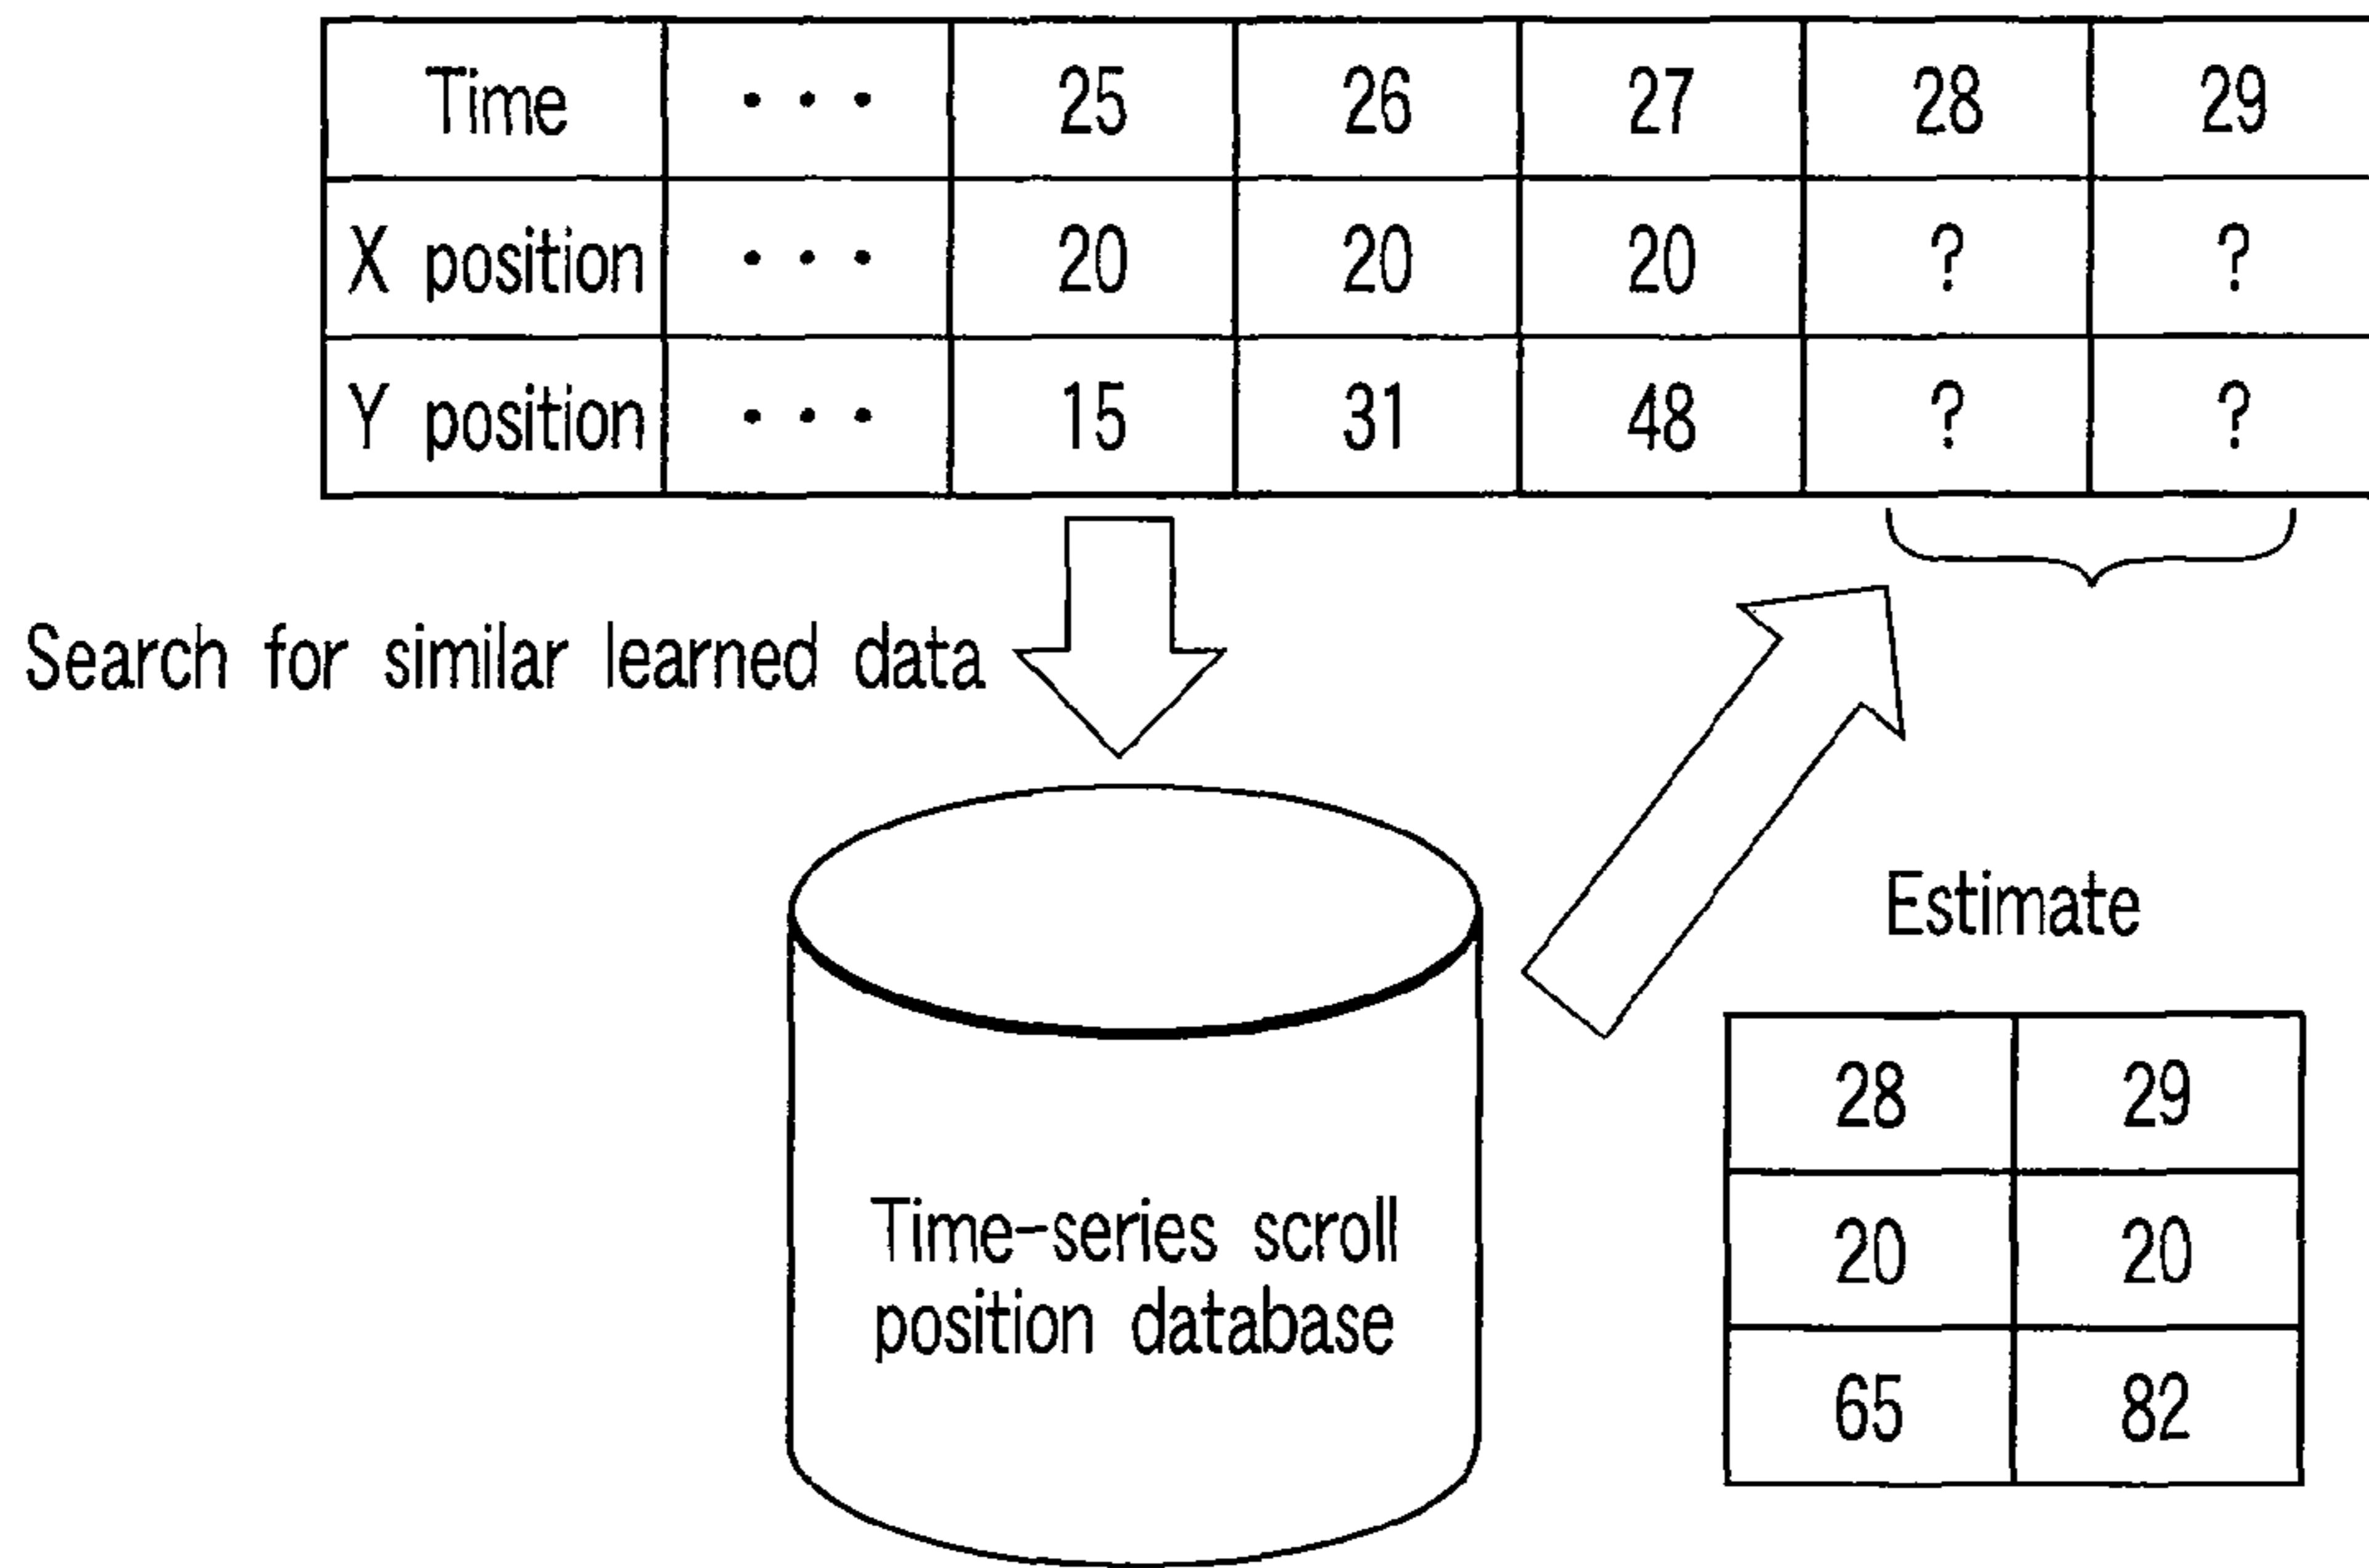 Time ・・・ 25 26 27 28 29
X position ・・・ 20 20 20 ? ?
Y position ・・・ 15 31 48 ? ?
Search for similar learned data
Estimate
28 29
20 20
65 82
Time-series scroll
position database